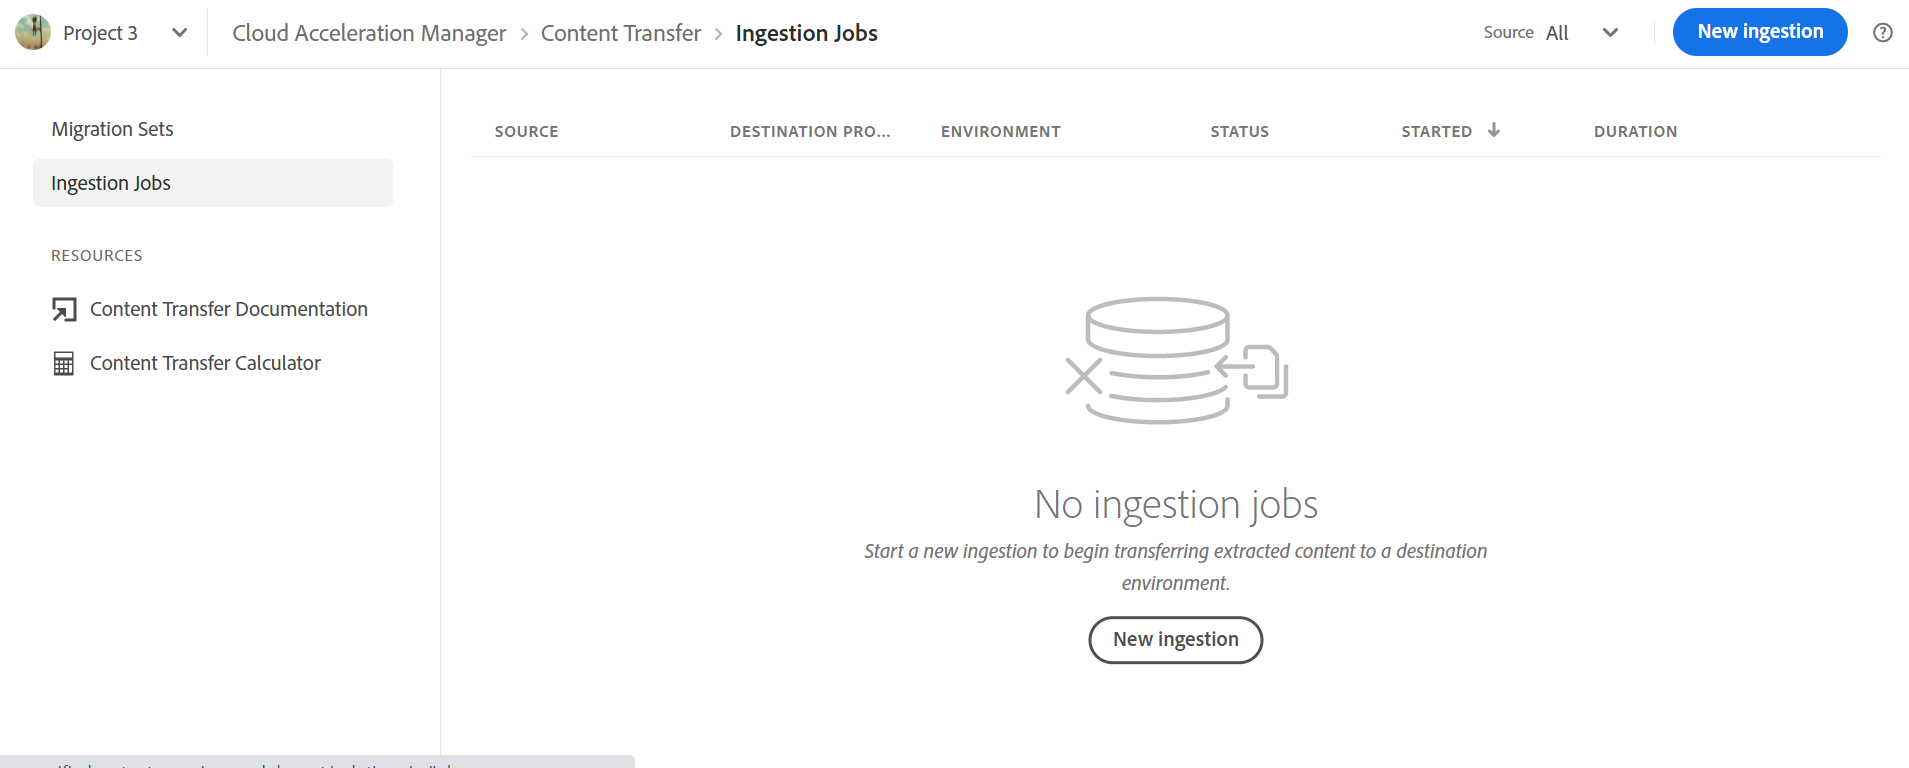 Project 3
Cloud Acceleration Manager > Content Transfer > Ingestion Jobs
Source All
New ingestion
Migration Sets
Ingestion Jobs
RESOURCES
Content Transfer Documentation
Content Transfer Calculator
SOURCE DESTINATION PRO... ENVIRONMENT STATUS STARTED DURATION
No ingestion jobs
Start a new ingestion to begin transferring extracted content to a destination
environment.
New ingestion